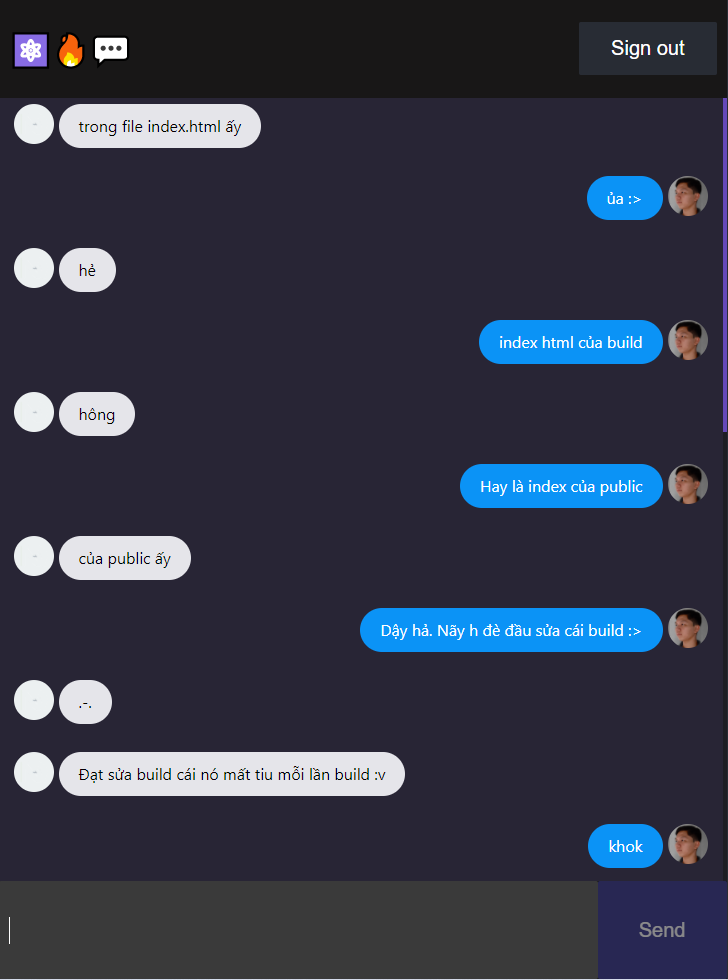 Sign out
trong file index.html ấy
ủa :>
hẻ
index html của build
hông
Hay là index của public
của public ấy
Dậy hả. Nãy h đè đầu sửa cái build :>
.-.
Đạt sửa build cái nó mất tiu mỗi lần build :v
khok
Send